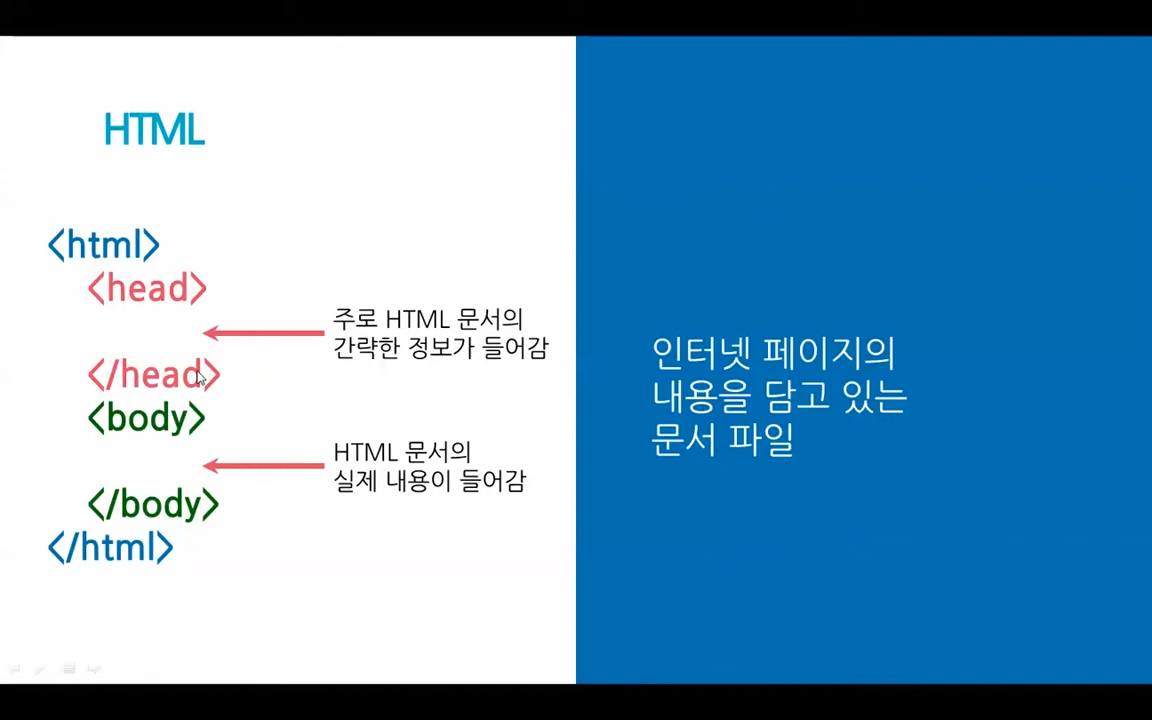 HTML
<html>
<head>
주로 HTML 문서의
간략한 정보가 들어감
</head>
<body>
HTML 문서의
실제 내용이 들어감
</body>
</html>
인터넷 페이지의
내용을 담고 있는
문서 파일